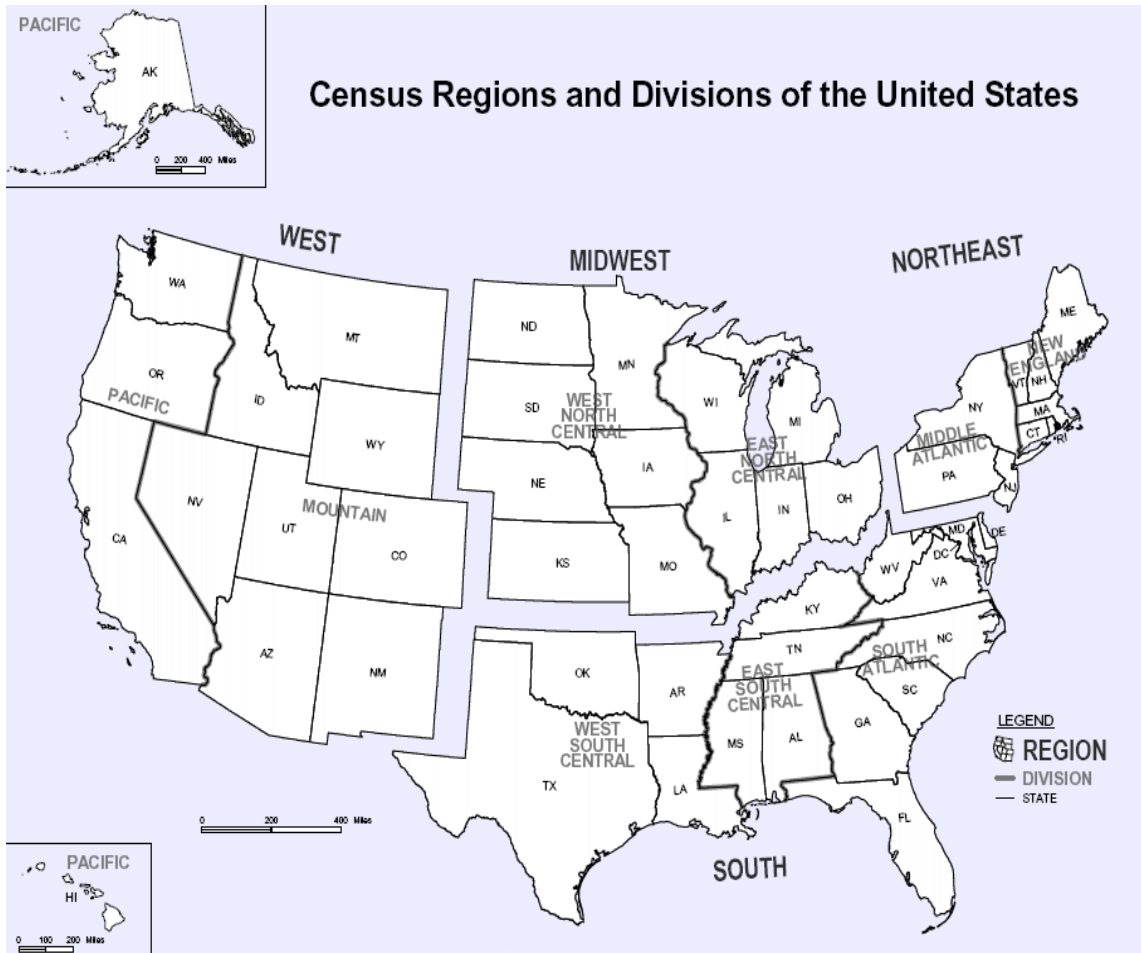 PACIFIC
AK
0 200 400 Miles
Census Regions and Divisions of the United States
WEST
MIDWEST
NORTHEAST
WA
MT
OR
ID
PACIFIC
WY
NV
UT
MOUNTAIN
CO
CA
AZ
NM
ND
MN
SD
WEST
NORTH
CENTRAL
NE
IA
KS
MO
WI
MI
EAST
NORTH
CENTRAL
IL
IN
OH
ME
NEW
ENGLAND
VT
NH
NY
MA
CT
RI
MIDDLE
ATLANTIC
PA
NJ
MD
DE
DC
WV
VA
KY
TN
NC
SOUTH
ATLANTIC
SC
EAST
SOUTH
CENTRAL
MS
AL
GA
FL
OK
AR
WEST
SOUTH
CENTRAL
TX
LA
SOUTH
0 200 400 Miles
LEGEND
REGION
DIVISION
STATE
PACIFIC
HI
0 100 200 Miles